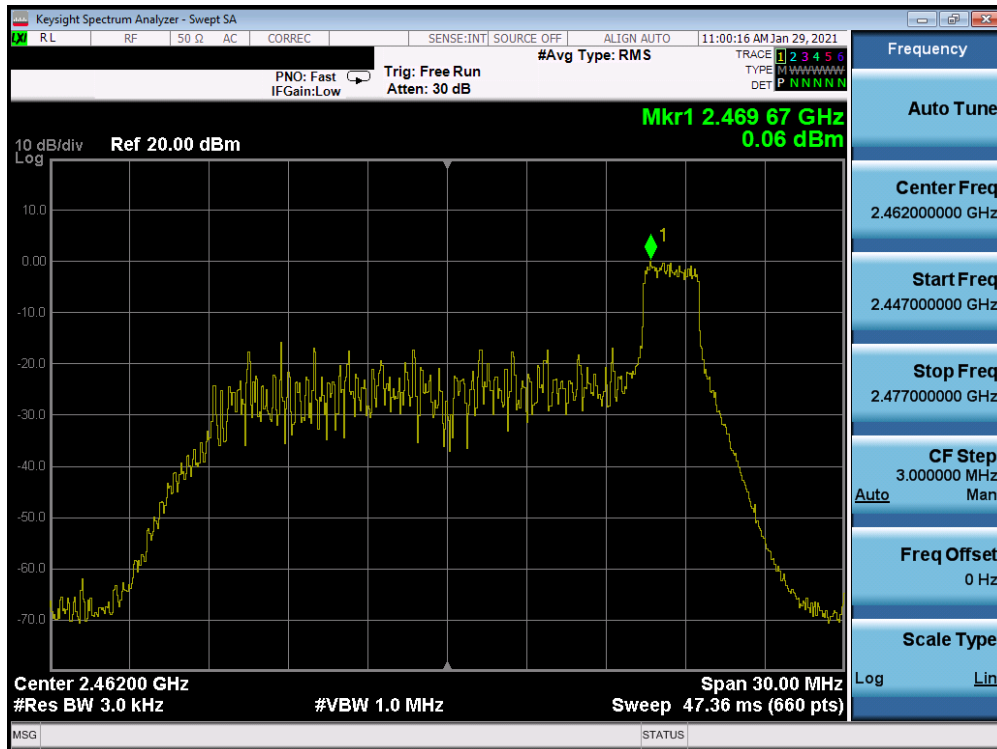 Keysight Spectrum Analyzer - Swept SA
LXI RL RF 50 Ω AC CORREC SENSE:INT SOURCE OFF ALIGN AUTO 11:00:16 AM Jan 29, 2021
Frequency
#Avg Type: RMS
TRACE 1 2 3 4 5 6
PNO: Fast Trig: Free Run
TYPE M WWWWW
IFGain:Low Atten: 30 dB
DET P N N N N N
Auto Tune
Mkr1 2.469 67 GHz
0.06 dBm
10 dB/div Ref 20.00 dBm
Log
Center Freq
2.462000000 GHz
10.0
1
0.00
Start Freq
2.447000000 GHz
-10.0
-20.0
Stop Freq
2.477000000 GHz
-30.0
-40.0
CF Step
3.000000 MHz
Auto Man
-50.0
-60.0
Freq Offset
0 Hz
-70.0
Scale Type
Log Lin
Center 2.46200 GHz Span 30.00 MHz
#Res BW 3.0 kHz #VBW 1.0 MHz Sweep 47.36 ms (660 pts)
MSG STATUS